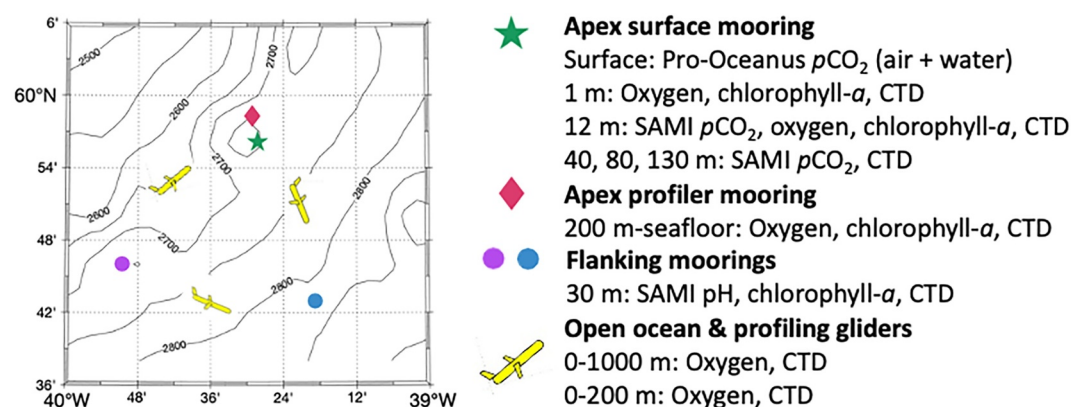 6'
60°N
54'
48'
42'
36'
40°W
48'
36'
24'
12'
39°W
2500
2600
2700
2700
2600
2700
2800
2800
2800
Apex surface mooring
Surface: Pro-Oceanus pCO₂ (air + water)
1 m: Oxygen, chlorophyll-a, CTD
12 m: SAMI pCO₂, oxygen, chlorophyll-a, CTD
40, 80, 130 m: SAMI pCO₂, CTD
Apex profiler mooring
200 m-seafloor: Oxygen, chlorophyll-a, CTD
Flanking moorings
30 m: SAMI pH, chlorophyll-a, CTD
Open ocean & profiling gliders
0-1000 m: Oxygen, CTD
0-200 m: Oxygen, CTD